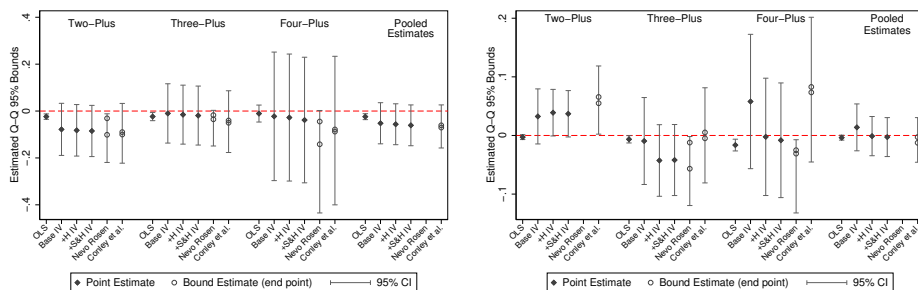 Estimated Q−Q 95% Bounds
.4
.2
0
−.2
−.4
Two−Plus
Three−Plus
Four−Plus
Pooled
Estimates
OLS
Base IV
+H IV
+S&H IV
Nevo Rosen
Conley et al.
OLS
Base IV
+H IV
+S&H IV
Nevo Rosen
Conley et al.
OLS
Base IV
+H IV
+S&H IV
Nevo Rosen
Conley et al.
OLS
Base IV
+H IV
+S&H IV
Nevo Rosen
Conley et al.
Point Estimate
Bound Estimate (end point)
95% CI
Estimated Q−Q 95% Bounds
.2
.1
0
−.1
Two−Plus
Three−Plus
Four−Plus
Pooled
Estimates
OLS
Base IV
+H IV
+S&H IV
Nevo Rosen
Conley et al.
OLS
Base IV
+H IV
+S&H IV
Nevo Rosen
Conley et al.
OLS
Base IV
+H IV
+S&H IV
Nevo Rosen
Conley et al.
OLS
Base IV
+H IV
+S&H IV
Nevo Rosen
Conley et al.
Point Estimate
Bound Estimate (end point)
95% CI